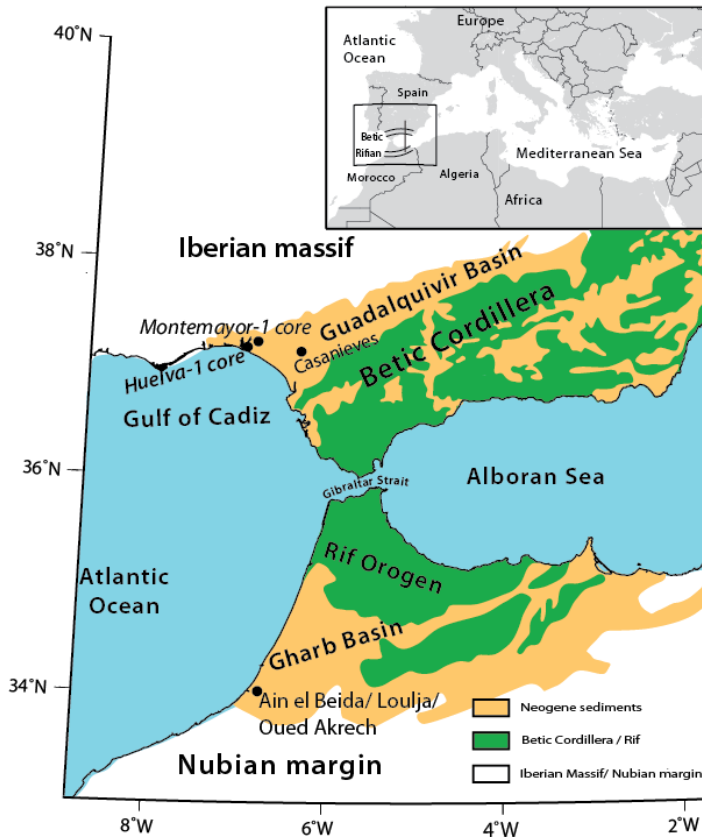 40°N
Europe
Atlantic
Ocean
Spain
Betic
Rifian
Mediterranean Sea
Morocco
Algeria
Africa
38°N
Iberian massif
Guadalquivir Basin
Montemayor-1 core
Casanieves
Betic Cordillera
Huelva-1 core
Gulf of Cadiz
36°N
Gibraltar Strait
Alboran Sea
Rif Orogen
Atlantic
Ocean
Gharb Basin
34°N
Ain el Beida/ Loulja/
Oued Akrech
Nubian margin
Neogene sediments
Betic Cordillera / Rif
Iberian Massif/ Nubian margin
8°W
6°W
4°W
2°W